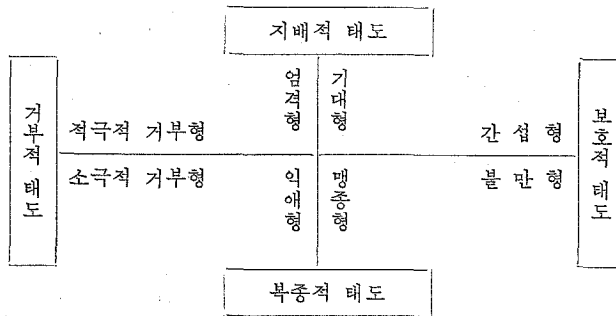 지배적 태도
거부적 태도
엄격형
기대형
보호적 태도
적극적 거부형
간섭형
소극적 거부형
익애형
맹종형
불만형
복종적 태도